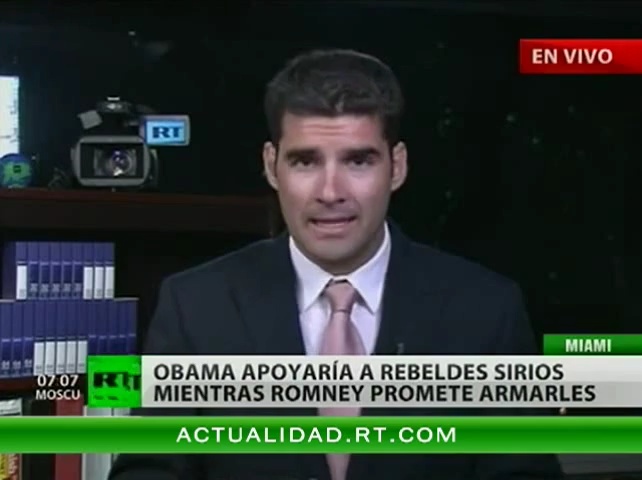 EN VIVO
RT
MIAMI
07:07
MOSCÚ
RT
OBAMA APOYARÍA A REBELDES SIRIOS
MIENTRAS ROMNEY PROMETE ARMARLES
ACTUALIDAD.RT.COM